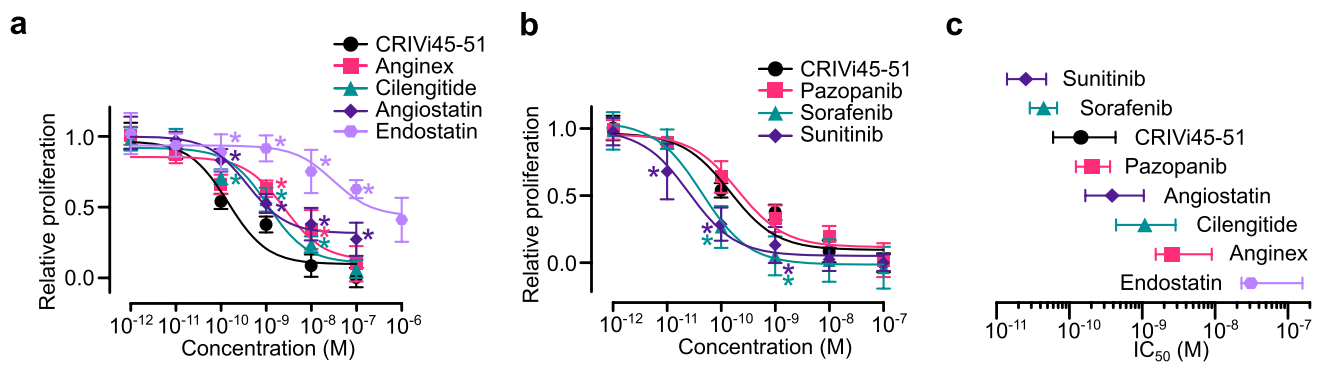 a
CRIVi45-51
Anginex
Cilengitide
Angiostatin
Endostatin
Relative proliferation
1.0
0.5
0.0
* * * * * * * * * * *
10⁻¹² 10⁻¹¹ 10⁻¹⁰ 10⁻⁹ 10⁻⁸ 10⁻⁷ 10⁻⁶
Concentration (M)
b
CRIVi45-51
Pazopanib
Sorafenib
Sunitinib
Relative proliferation
1.0
0.5
0.0
* * * * *
10⁻¹² 10⁻¹¹ 10⁻¹⁰ 10⁻⁹ 10⁻⁸ 10⁻⁷
Concentration (M)
c
Sunitinib
Sorafenib
CRIVi45-51
Pazopanib
Angiostatin
Cilengitide
Anginex
Endostatin
10⁻¹¹ 10⁻¹⁰ 10⁻⁹ 10⁻⁸ 10⁻⁷
IC₅₀ (M)